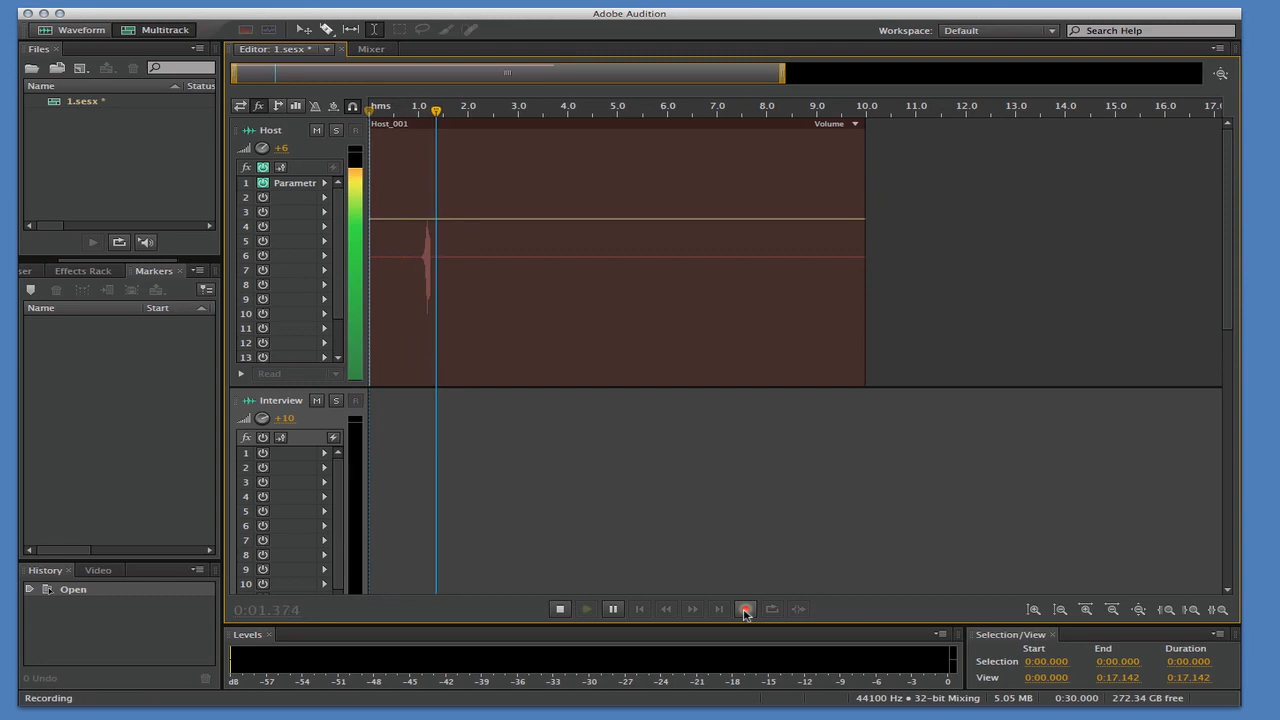 Adobe Audition
Waveform Multitrack Workspace: Default Search Help
Files × Editor: 1.sesx * × Mixer
Name Status
1.sesx *
hms 1.0 2.0 3.0 4.0 5.0 6.0 7.0 8.0 9.0 10.0 11.0 12.0 13.0 14.0 15.0 16.0 17.0
Host_001 Volume
Host M S R
+6
fx
1 Parametr
2
3
4
5
6
7
8
9
10
11
12
13
Read
ser Effects Rack Markers ×
Name Start
Interview M S R
+10
fx
1
2
3
4
5
6
7
8
9
10
History × Video
Open
0 Undo
0:01.374
Levels ×
dB -57 -54 -51 -48 -45 -42 -39 -36 -33 -30 -27 -24 -21 -18 -15 -12 -9 -6 -3 0
Selection/View ×
Start End Duration
Selection 0:00.000 0:00.000 0:00.000
View 0:00.000 0:17.142 0:17.142
Recording 44100 Hz • 32-bit Mixing 5.05 MB 0:30.000 272.34 GB free